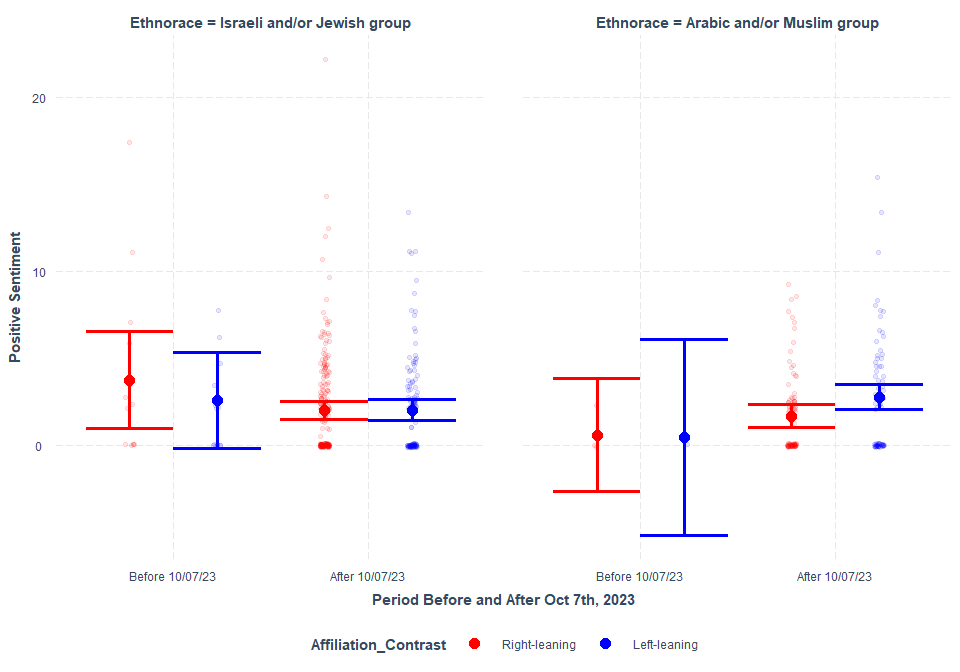 Ethnorace = Israeli and/or Jewish group
Ethnorace = Arabic and/or Muslim group
Positive Sentiment
20
10
0
Before 10/07/23
After 10/07/23
Before 10/07/23
After 10/07/23
Period Before and After Oct 7th, 2023
Affiliation_Contrast
Right-leaning
Left-leaning